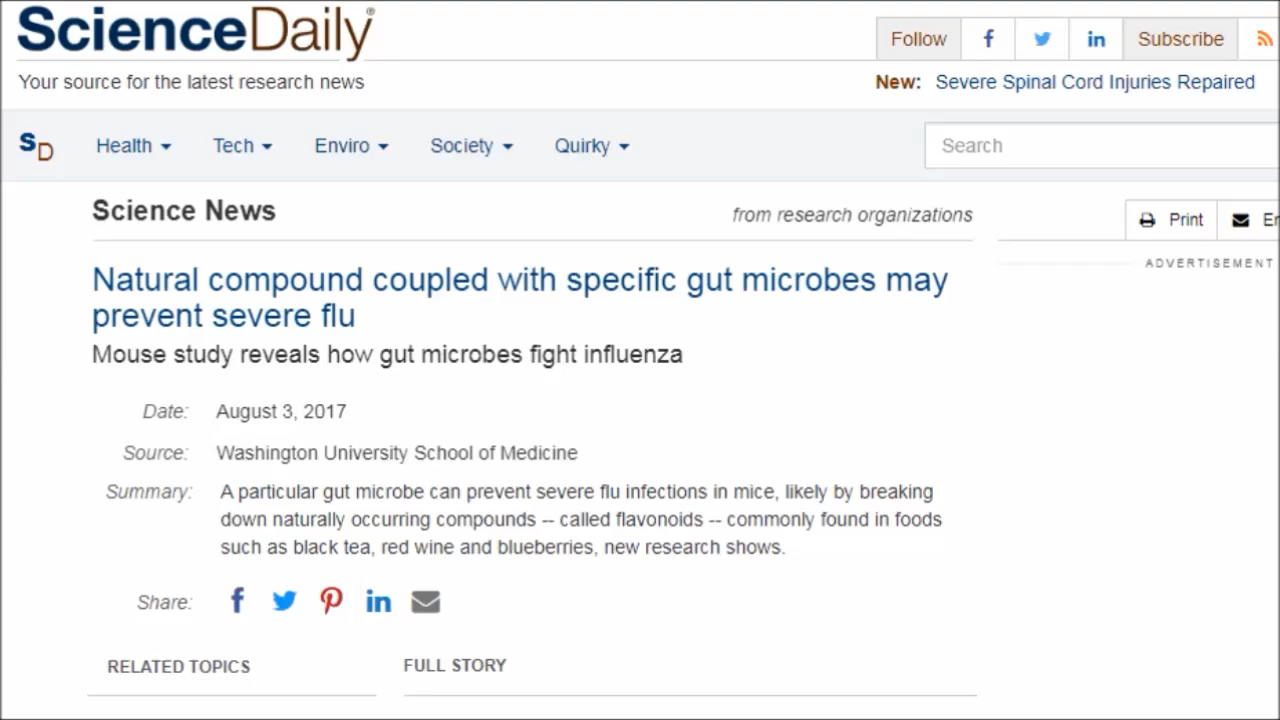 ScienceDaily®
Your source for the latest research news
Follow
Subscribe
New: Severe Spinal Cord Injuries Repaired
SD Health Tech Enviro Society Quirky
Search
Science News
from research organizations
Print
ADVERTISEMENT
Natural compound coupled with specific gut microbes may
prevent severe flu
Mouse study reveals how gut microbes fight influenza
Date: August 3, 2017
Source: Washington University School of Medicine
Summary: A particular gut microbe can prevent severe flu infections in mice, likely by breaking
down naturally occurring compounds -- called flavonoids -- commonly found in foods
such as black tea, red wine and blueberries, new research shows.
Share:
RELATED TOPICS
FULL STORY